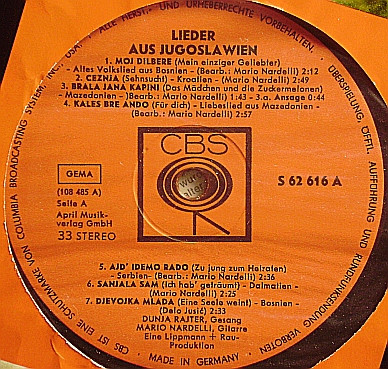 LIEDER
AUS JUGOSLAWIEN
1. MOJ DILBERE (Mein einziger Geliebter)
- Altes Volkslied aus Bosnien - (Bearb.: Mario Nardelli) 2:12
2. CEZNJA (Sehnsucht) - Kroatien - (Bearb.: Mario Nardelli) 2:45
3. BRALA JANA KAPINI (Das Mädchen und die Zuckermelonen)
- Mazedonien - )Bearb.: Mario Nardelli) 1:43 - 3.a. Ansage 0:44
4. KALES BRE ANDO (Für dich) - Liebeslied aus Mazedonien -
(Bearb.: Mario Nardelli) 2:57
CBS
GEMA
(108 485 A)
Seite A
April Musik-
verlag GmbH
33 STEREO
S 62 616 A
5. AJD' IDEMO RADO (Zu jung zum Heiraten)
- Serbien- (Bearb.: Mario Nardelli) 2:36
6. SANJALA SAM (Ich hab' geträumt) - Dalmatien -
(Mario Nardelli) 2:25
7. DJEVOJKA MLADA (Eine Seele weint) - Bosnien -
(Delo Jusić) 2:33
DUNJA RAJTER, Gesang
MARIO NARDELLI, Gitarre
Eine Lippmann + Rau-
Produktion
CBS IST EINE SCHUTZMARKE VON COLUMBIA BROADCASTING SYSTEM, INC., USA. ALLE HERST.- UND URHEBERRECHTE VORBEHALTEN. ÜBERSPIELUNG, ÖFFTL. AUFFÜHRUNG UND RUNDFUNKSENDUNG VERBOTEN
• MADE IN GERMANY •